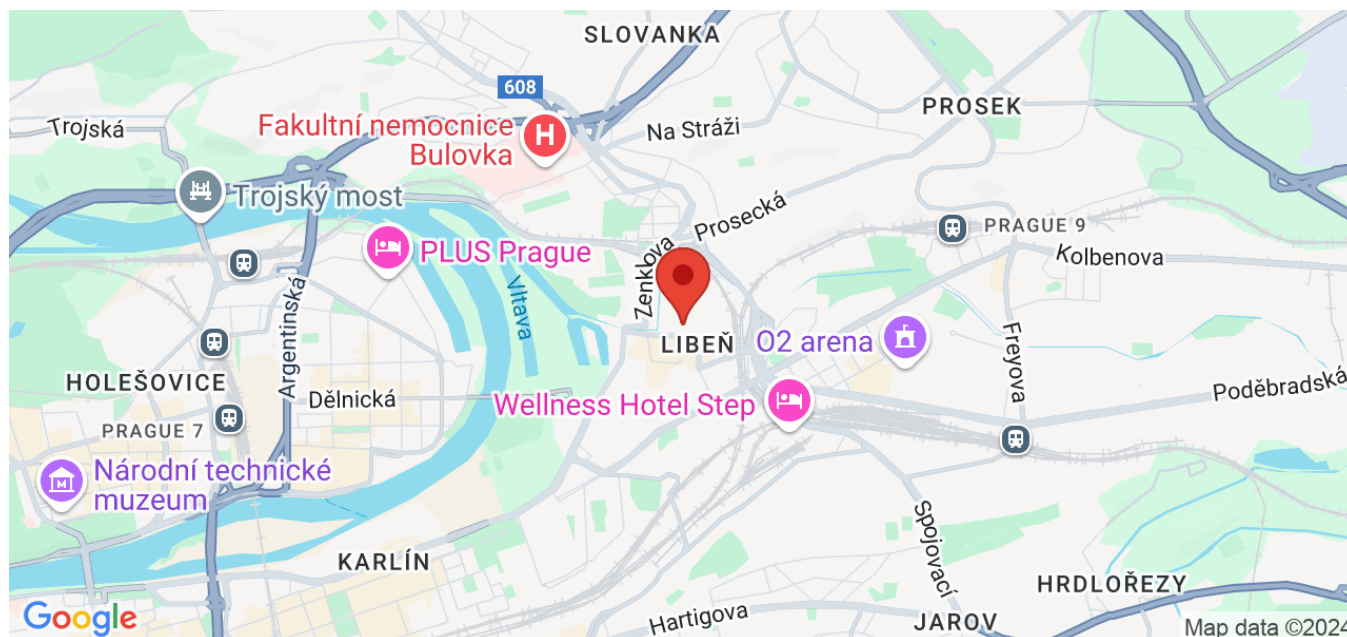 SLOVANKA
608
PROSEK
Trojská
Fakultní nemocnice
Bulovka
Na Stráži
Trojský most
Prosecká
PRAGUE 9
PLUS Prague
Zenklova
Kolbenova
Vltava
Argentinská
LIBEŇ
O2 arena
Freyova
HOLEŠOVICE
Dělnická
Poděbradská
Wellness Hotel Step
PRAGUE 7
Národní technické
muzeum
Spojovací
KARLÍN
HRDLOŘEZY
Google
Hartigova
JAROV
Map data ©2024